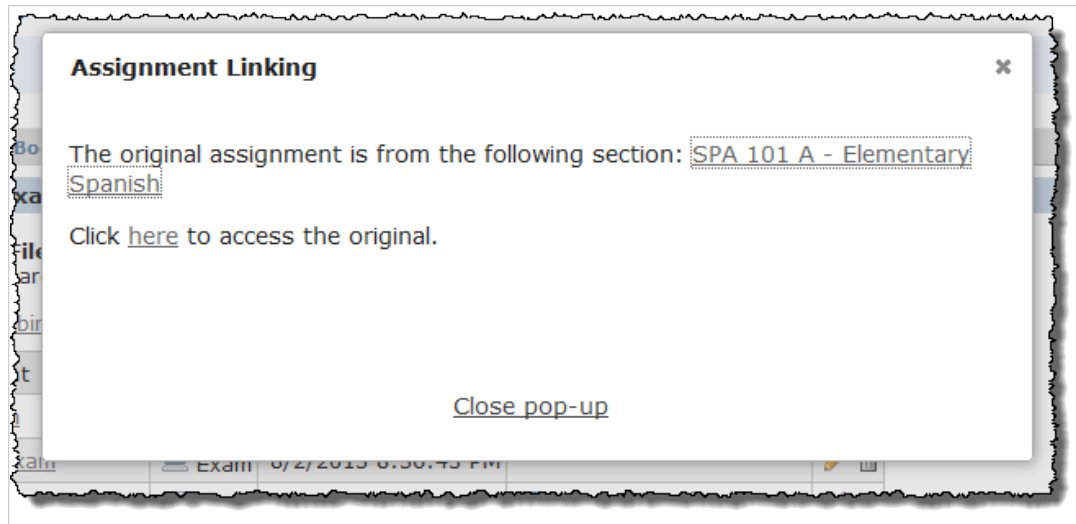 Assignment Linking
The original assignment is from the following section: SPA 101 A - Elementary
Spanish
Click here to access the original.
Close pop-up
Exam